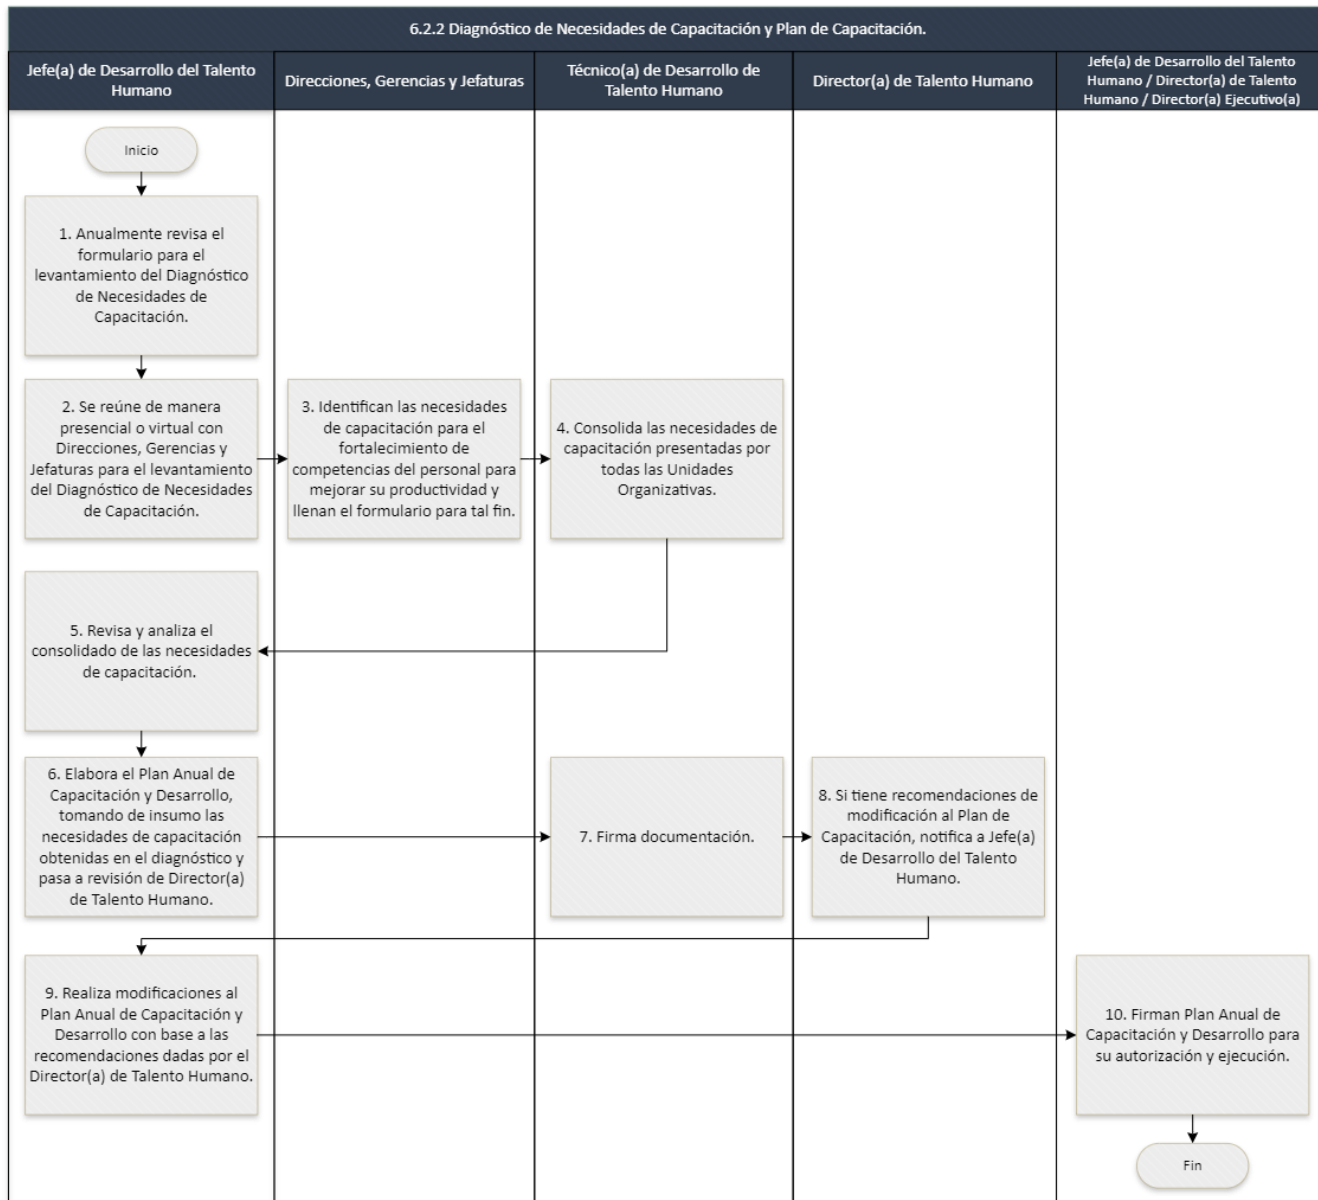 6.2.2 Diagnóstico de Necesidades de Capacitación y Plan de Capacitación.
Jefe(a) de Desarrollo del Talento
Humano
Direcciones, Gerencias y Jefaturas
Técnico(a) de Desarrollo de
Talento Humano
Director(a) de Talento Humano
Jefe(a) de Desarrollo del Talento
Humano / Director(a) de Talento
Humano / Director(a) Ejecutivo(a)
Inicio
1. Anualmente revisa el
formulario para el
levantamiento del Diagnóstico
de Necesidades de
Capacitación.
2. Se reúne de manera
presencial o virtual con
Direcciones, Gerencias y
Jefaturas para el levantamiento
del Diagnóstico de Necesidades
de Capacitación.
3. Identifican las necesidades
de capacitación para el
fortalecimiento de
competencias del personal para
mejorar su productividad y
llenan el formulario para tal fin.
4. Consolida las necesidades de
capacitación presentadas por
todas las Unidades
Organizativas.
5. Revisa y analiza el
consolidado de las necesidades
de capacitación.
6. Elabora el Plan Anual de
Capacitación y Desarrollo,
tomando de insumo las
necesidades de capacitación
obtenidas en el diagnóstico y
pasa a revisión de Director(a)
de Talento Humano.
7. Firma documentación.
8. Si tiene recomendaciones de
modificación al Plan de
Capacitación, notifica a Jefe(a)
de Desarrollo del Talento
Humano.
9. Realiza modificaciones al
Plan Anual de Capacitación y
Desarrollo con base a las
recomendaciones dadas por el
Director(a) de Talento Humano.
10. Firman Plan Anual de
Capacitación y Desarrollo para
su autorización y ejecución.
Fin